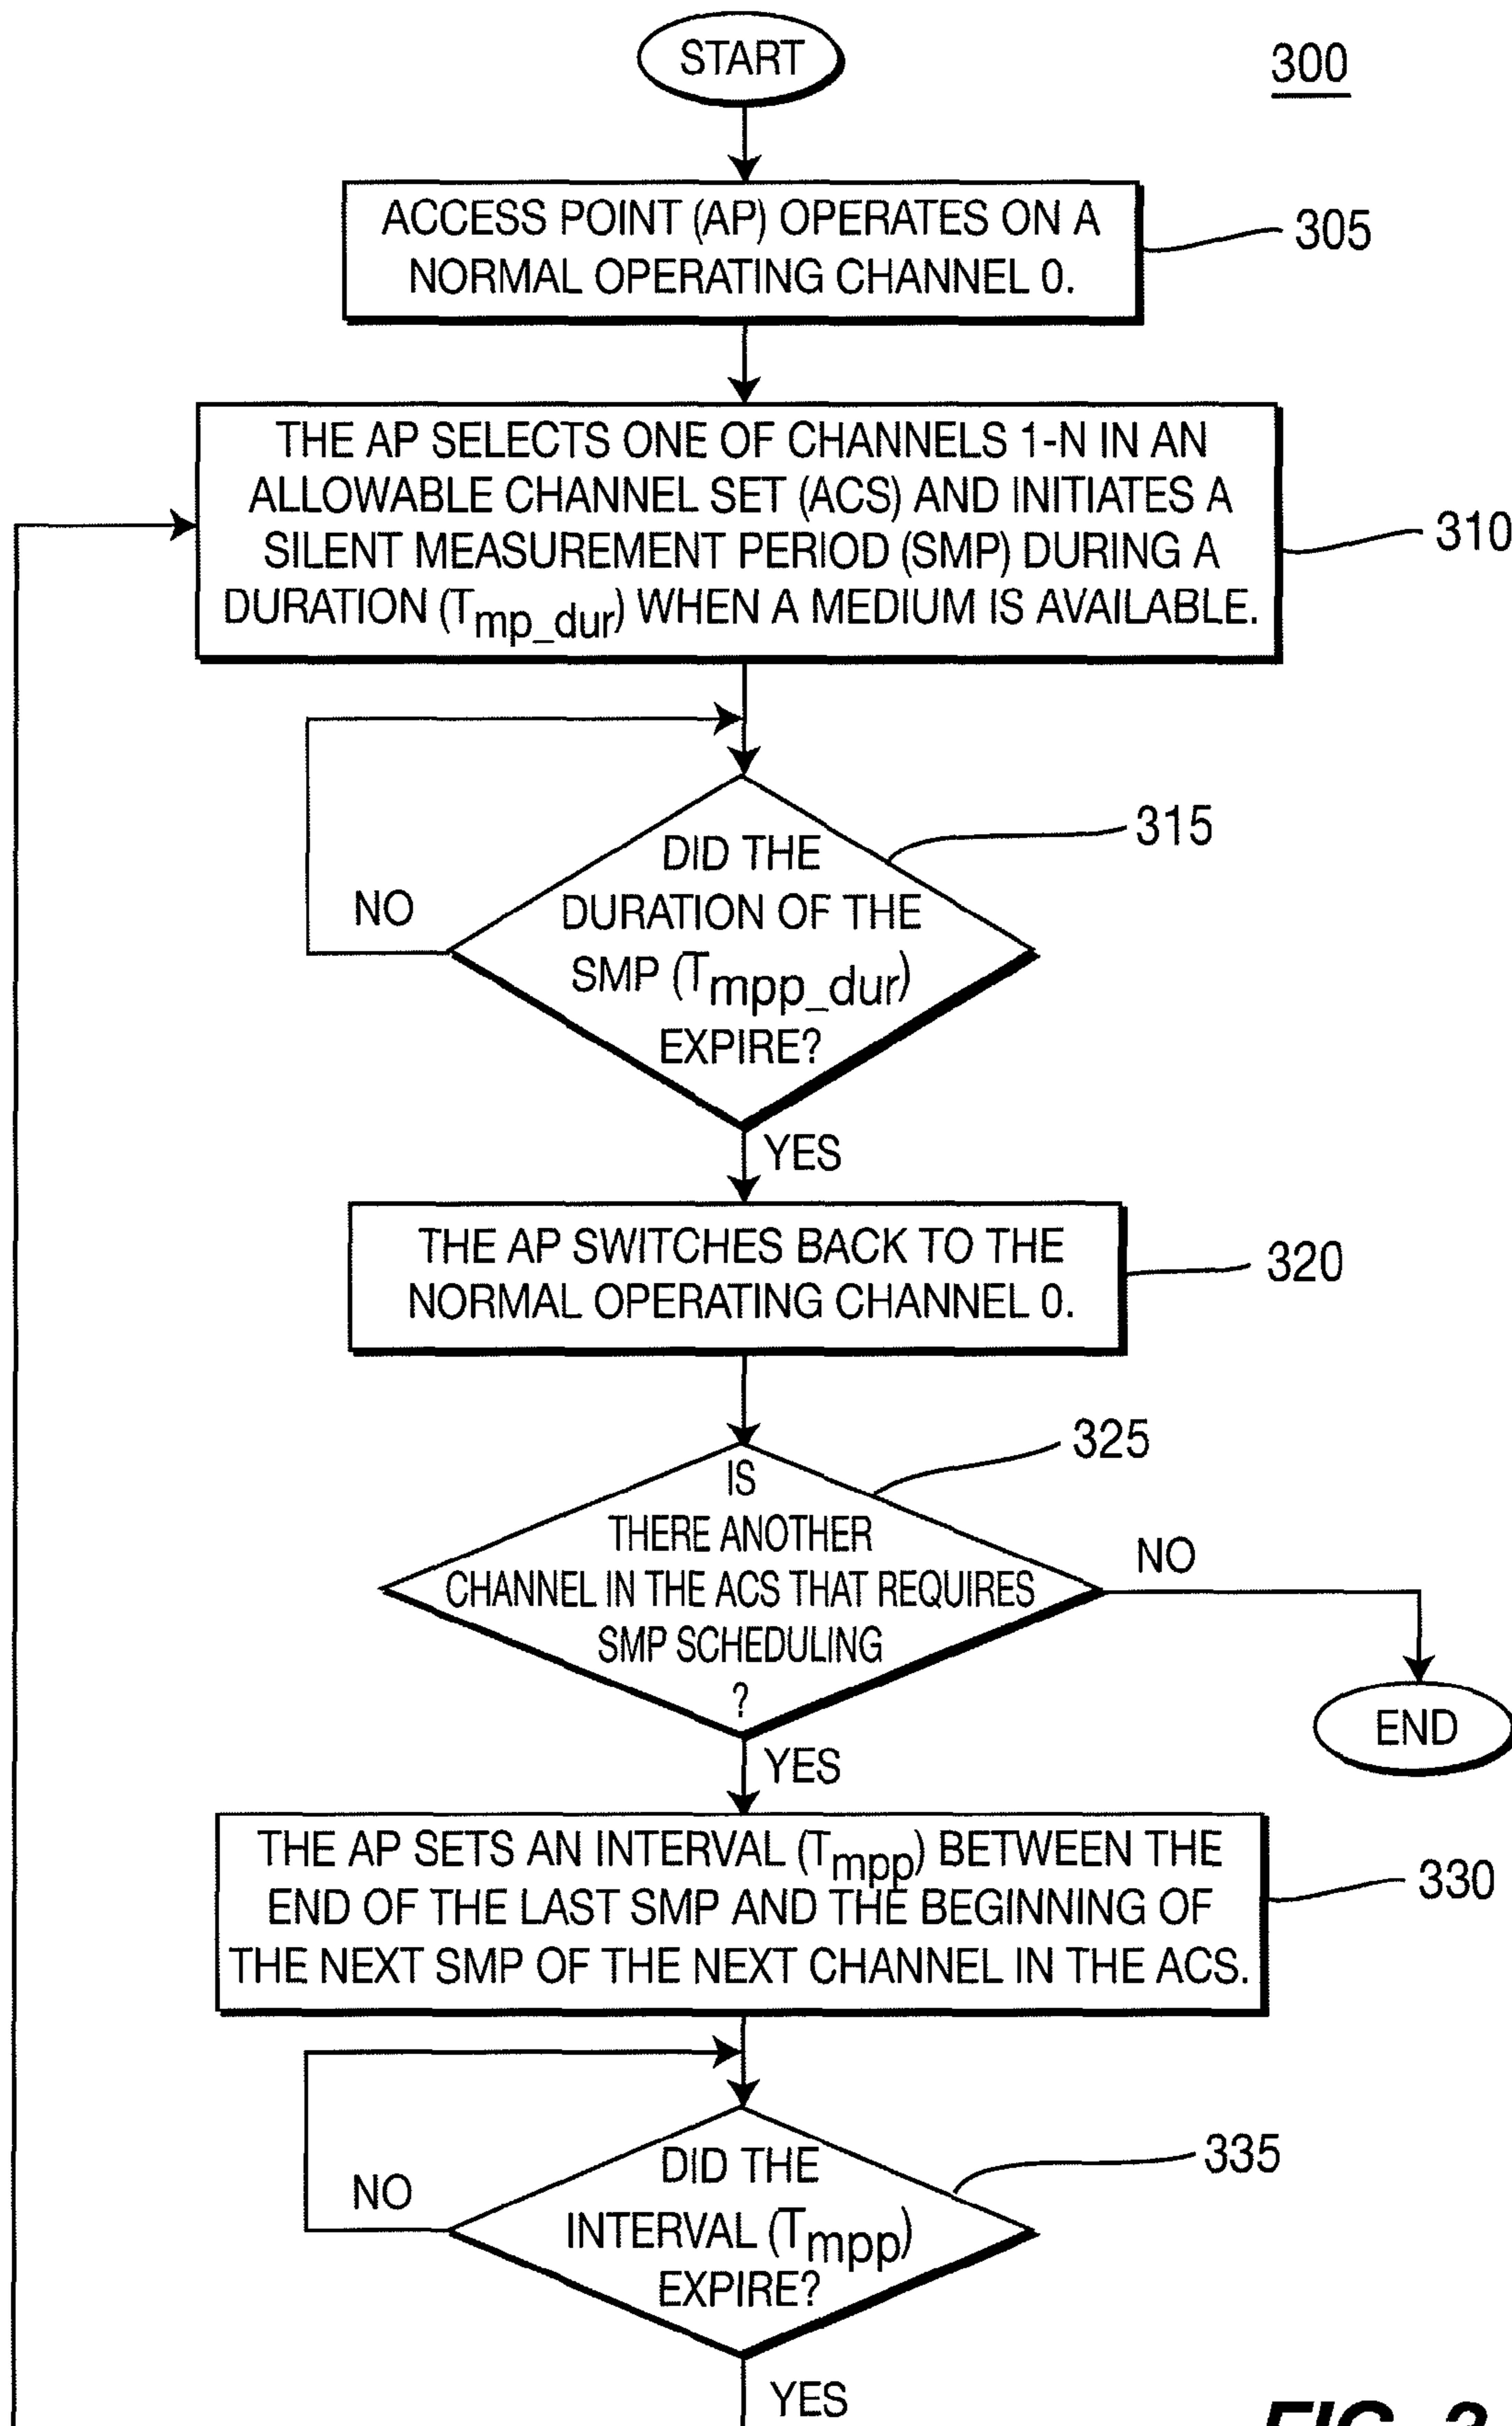 START
300
ACCESS POINT (AP) OPERATES ON A
NORMAL OPERATING CHANNEL 0.
305
THE AP SELECTS ONE OF CHANNELS 1-N IN AN
ALLOWABLE CHANNEL SET (ACS) AND INITIATES A
SILENT MEASUREMENT PERIOD (SMP) DURING A
DURATION (Tmp_dur) WHEN A MEDIUM IS AVAILABLE.
310
DID THE
DURATION OF THE
SMP (Tmpp_dur)
EXPIRE?
315
NO
YES
THE AP SWITCHES BACK TO THE
NORMAL OPERATING CHANNEL 0.
320
IS
THERE ANOTHER
CHANNEL IN THE ACS THAT REQUIRES
SMP SCHEDULING
?
325
NO
END
YES
THE AP SETS AN INTERVAL (Tmpp) BETWEEN THE
END OF THE LAST SMP AND THE BEGINNING OF
THE NEXT SMP OF THE NEXT CHANNEL IN THE ACS.
330
DID THE
INTERVAL (Tmpp)
EXPIRE?
335
NO
YES